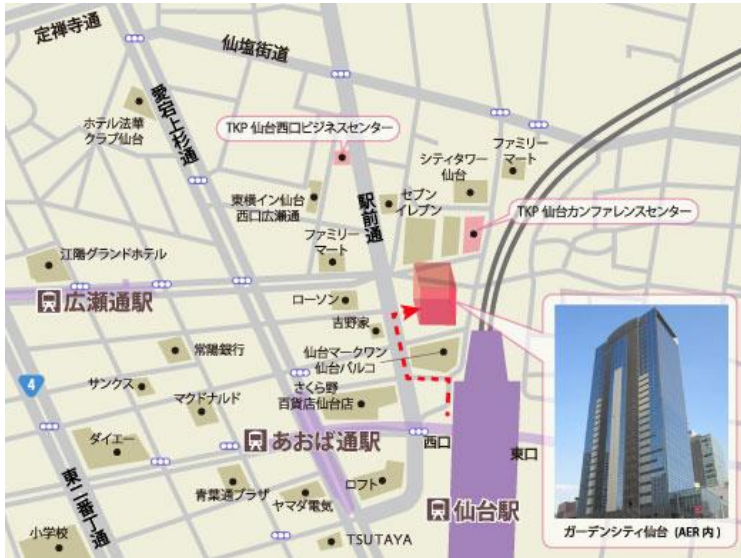 定禅寺通
仙塩街道
愛宕上杉通
ホテル法華
クラブ仙台
TKP 仙台西口ビジネスセンター
シティタワー
仙台
ファミリー
マート
東横イン仙台
西口広瀬通
駅前通
セブン
イレブン
TKP 仙台カンファレンスセンター
ファミリー
マート
江陽グランドホテル
広瀬通駅
ローソン
吉野家
常陽銀行
仙台マークワン
仙台パルコ
4
サンクス
マクドナルド
さくら野
百貨店仙台店
ダイエー
あおば通駅
西口
東口
東二番丁通
青葉通プラザ
ヤマダ電気
ロフト
仙台駅
小学校
TSUTAYA
ガーデンシティ仙台 (AER 内)